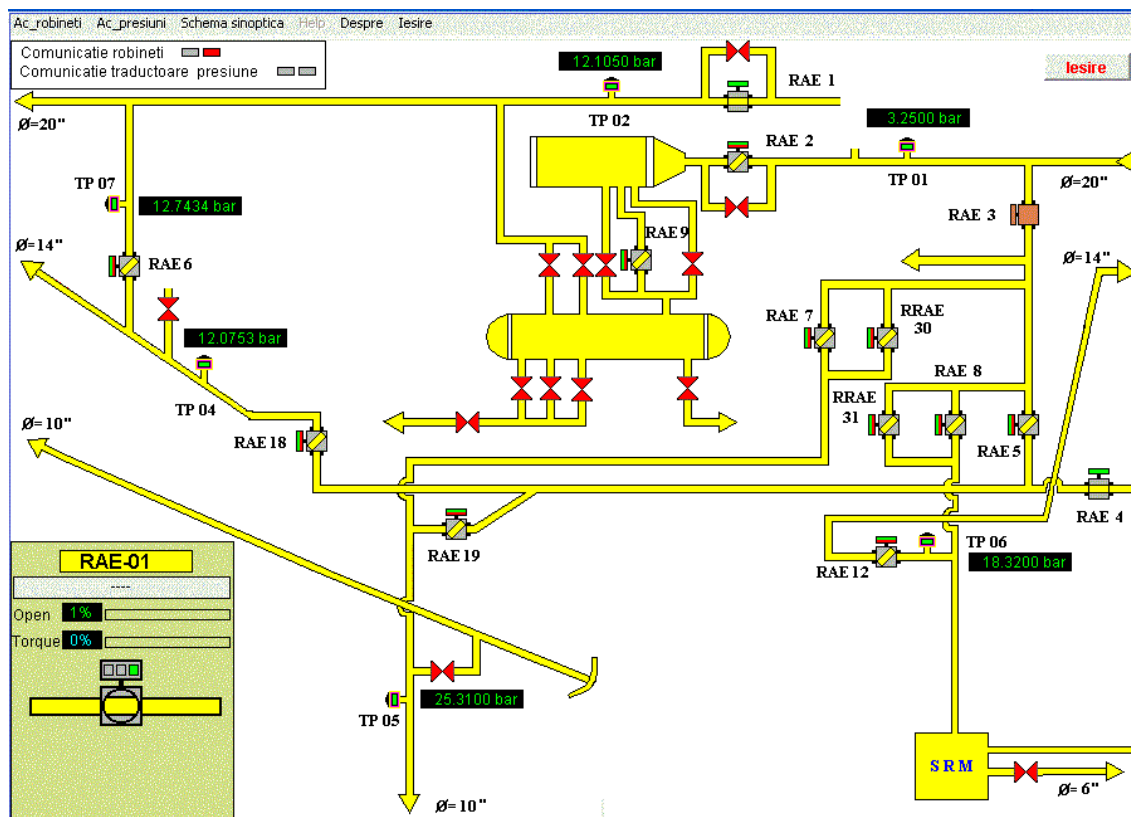 Ac_robineti Ac_presiuni Schema sinoptica Help Despre Iesire
Comunicatie robineti
Comunicatie traductoare presiune
Iesire
12.1050 bar
RAE 1
TP 02
Ø=20"
RAE 2
3.2500 bar
TP 01
Ø=20"
TP 07
12.7434 bar
RAE 3
Ø=14"
RAE 6
RAE 9
Ø=14"
12.0753 bar
RAE 7
RRAE
30
TP 04
RAE 8
Ø=10"
RAE 18
RRAE
31
RAE 5
RAE 4
RAE 19
TP 06
RAE 12
18.3200 bar
RAE-01
----
Open 1%
Torque 0%
TP 05
25.3100 bar
SRM
Ø=6"
Ø=10"